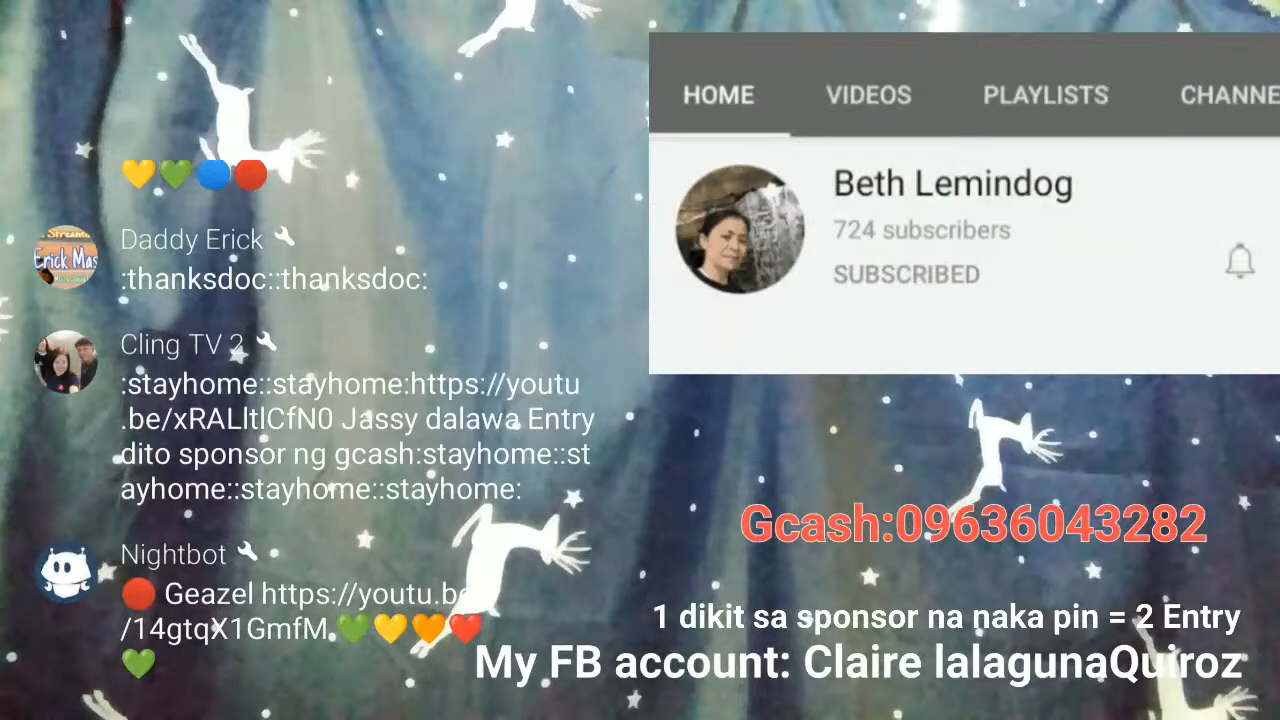 Daddy Erick
:thanksdoc::thanksdoc:
Cling TV 2
:stayhome::stayhome:https://youtu
.be/xRALltlCfN0 Jassy dalawa Entry
dito sponsor ng gcash:stayhome::st
ayhome::stayhome::stayhome:
Nightbot
Geazel https://youtu.be
/14gtqX1GmfM
HOME VIDEOS PLAYLISTS CHANNE
Beth Lemindog
724 subscribers
SUBSCRIBED
Gcash:09636043282
1 dikit sa sponsor na naka pin = 2 Entry
My FB account: Claire lalagunaQuiroz